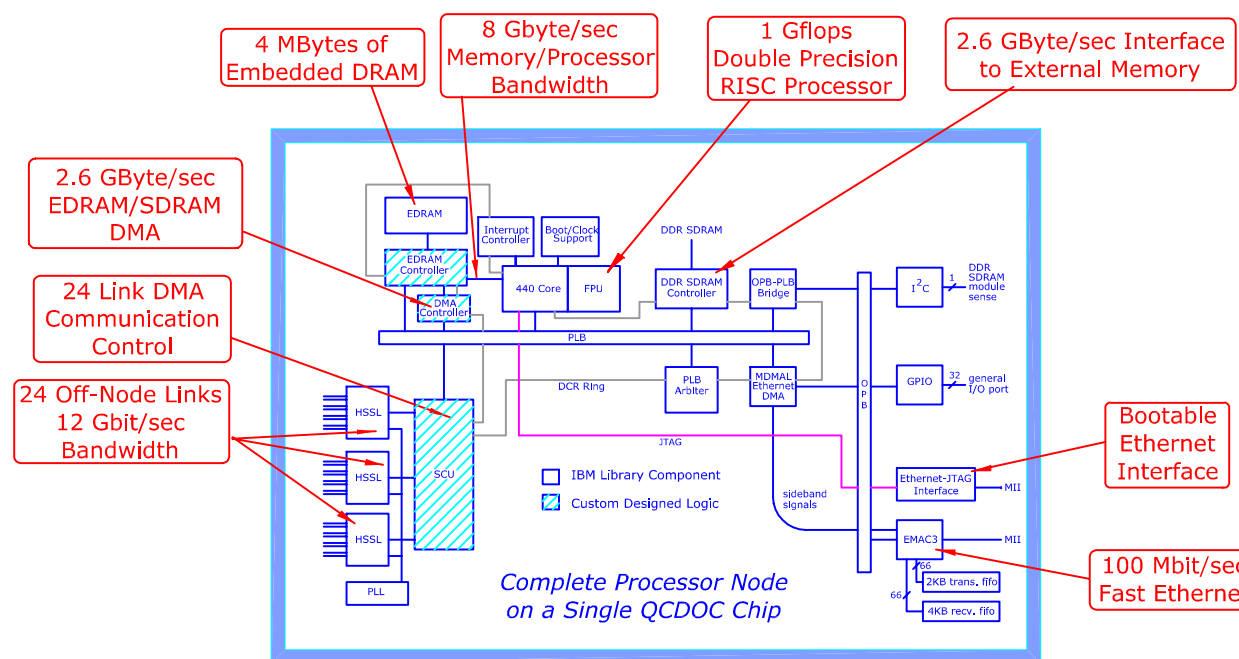 4 MBytes of
Embedded DRAM
8 Gbyte/sec
Memory/Processor
Bandwidth
1 Gflops
Double Precision
RISC Processor
2.6 GByte/sec Interface
to External Memory
2.6 GByte/sec
EDRAM/SDRAM
DMA
24 Link DMA
Communication
Control
24 Off-Node Links
12 Gbit/sec
Bandwidth
EDRAM
EDRAM
Controller
Interrupt
Controller
Boot/Clock
Support
440 Core
FPU
DMA
Controller
DDR SDRAM
DDR SDRAM
Controller
OPB-PLB
Bridge
PLB
I2C
1
DDR
SDRAM
module
sense
DCR Ring
PLB
Arbiter
MDMAL
Ethernet
DMA
OPB
GPIO
32
general
I/O port
JTAG
HSSL
HSSL
HSSL
SCU
PLL
IBM Library Component
Custom Designed Logic
sideband
signals
Ethernet-JTAG
Interface
MII
Bootable
Ethernet
Interface
EMAC3
MII
66
2KB trans. fifo
66
4KB recv. fifo
100 Mbit/sec
Fast Ethernet
Complete Processor Node
on a Single QCDOC Chip